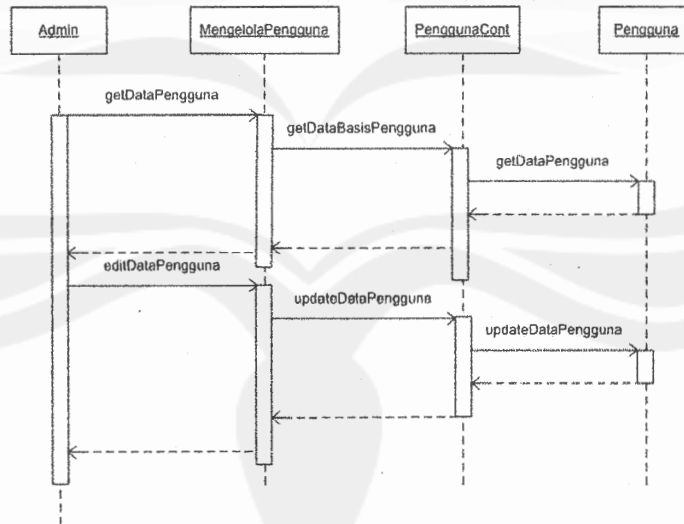 Admin
MengelolaPengguna
PenggunaCont
Pengguna
getDataPengguna
getDataBasisPengguna
getDataPengguna
editDataPengguna
updateDataPengguna
updateDataPengguna